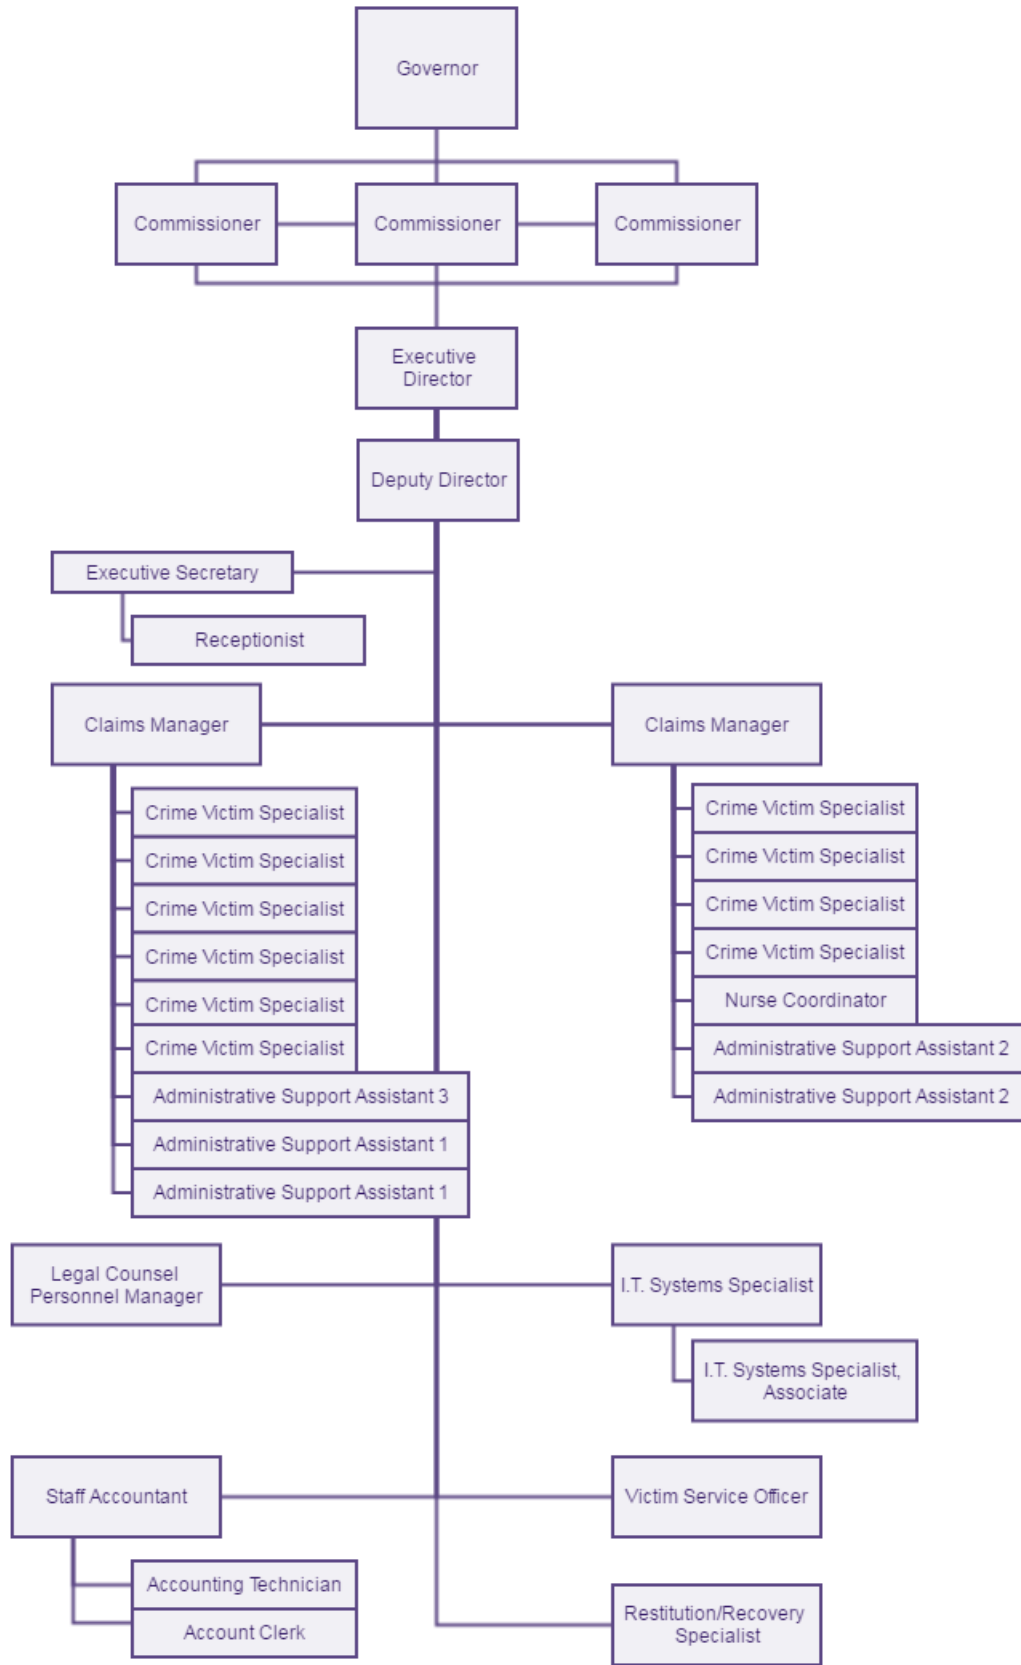 Governor
Commissioner
Commissioner
Commissioner
Executive
Director
Deputy Director
Executive Secretary
Receptionist
Claims Manager
Crime Victim Specialist
Crime Victim Specialist
Crime Victim Specialist
Crime Victim Specialist
Crime Victim Specialist
Crime Victim Specialist
Administrative Support Assistant 3
Administrative Support Assistant 1
Administrative Support Assistant 1
Claims Manager
Crime Victim Specialist
Crime Victim Specialist
Crime Victim Specialist
Crime Victim Specialist
Nurse Coordinator
Administrative Support Assistant 2
Administrative Support Assistant 2
Legal Counsel
Personnel Manager
I.T. Systems Specialist
I.T. Systems Specialist,
Associate
Staff Accountant
Accounting Technician
Account Clerk
Victim Service Officer
Restitution/Recovery
Specialist